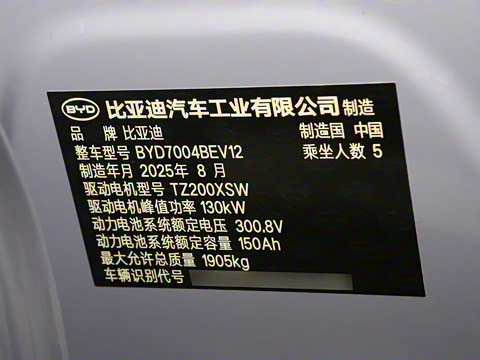 BYD 比亚迪汽车工业有限公司 制造
品 牌 比亚迪 制造国 中国
整车型号 BYD7004BEV12 乘坐人数 5
制造年月 2025年 8 月
驱动电机型号 TZ200XSW
驱动电机峰值功率 130kW
动力电池系统额定电压 300.8V
动力电池系统额定容量 150Ah
最大允许总质量 1905kg
车辆识别代号